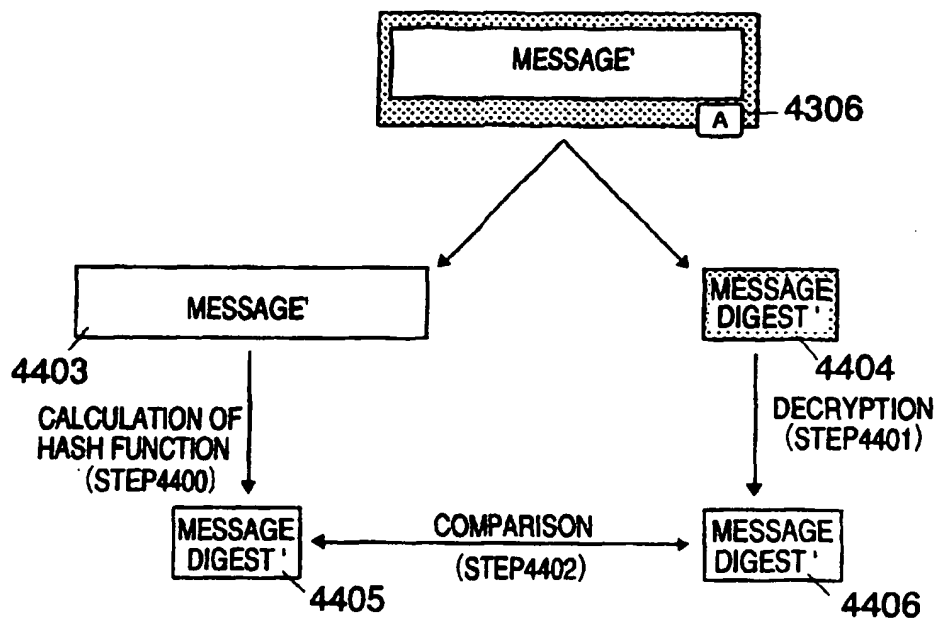 MESSAGE'
A
4306
MESSAGE'
4403
MESSAGE
DIGEST '
4404
CALCULATION OF
HASH FUNCTION
(STEP4400)
DECRYPTION
(STEP4401)
MESSAGE
DIGEST '
4405
COMPARISON
(STEP4402)
MESSAGE
DIGEST '
4406